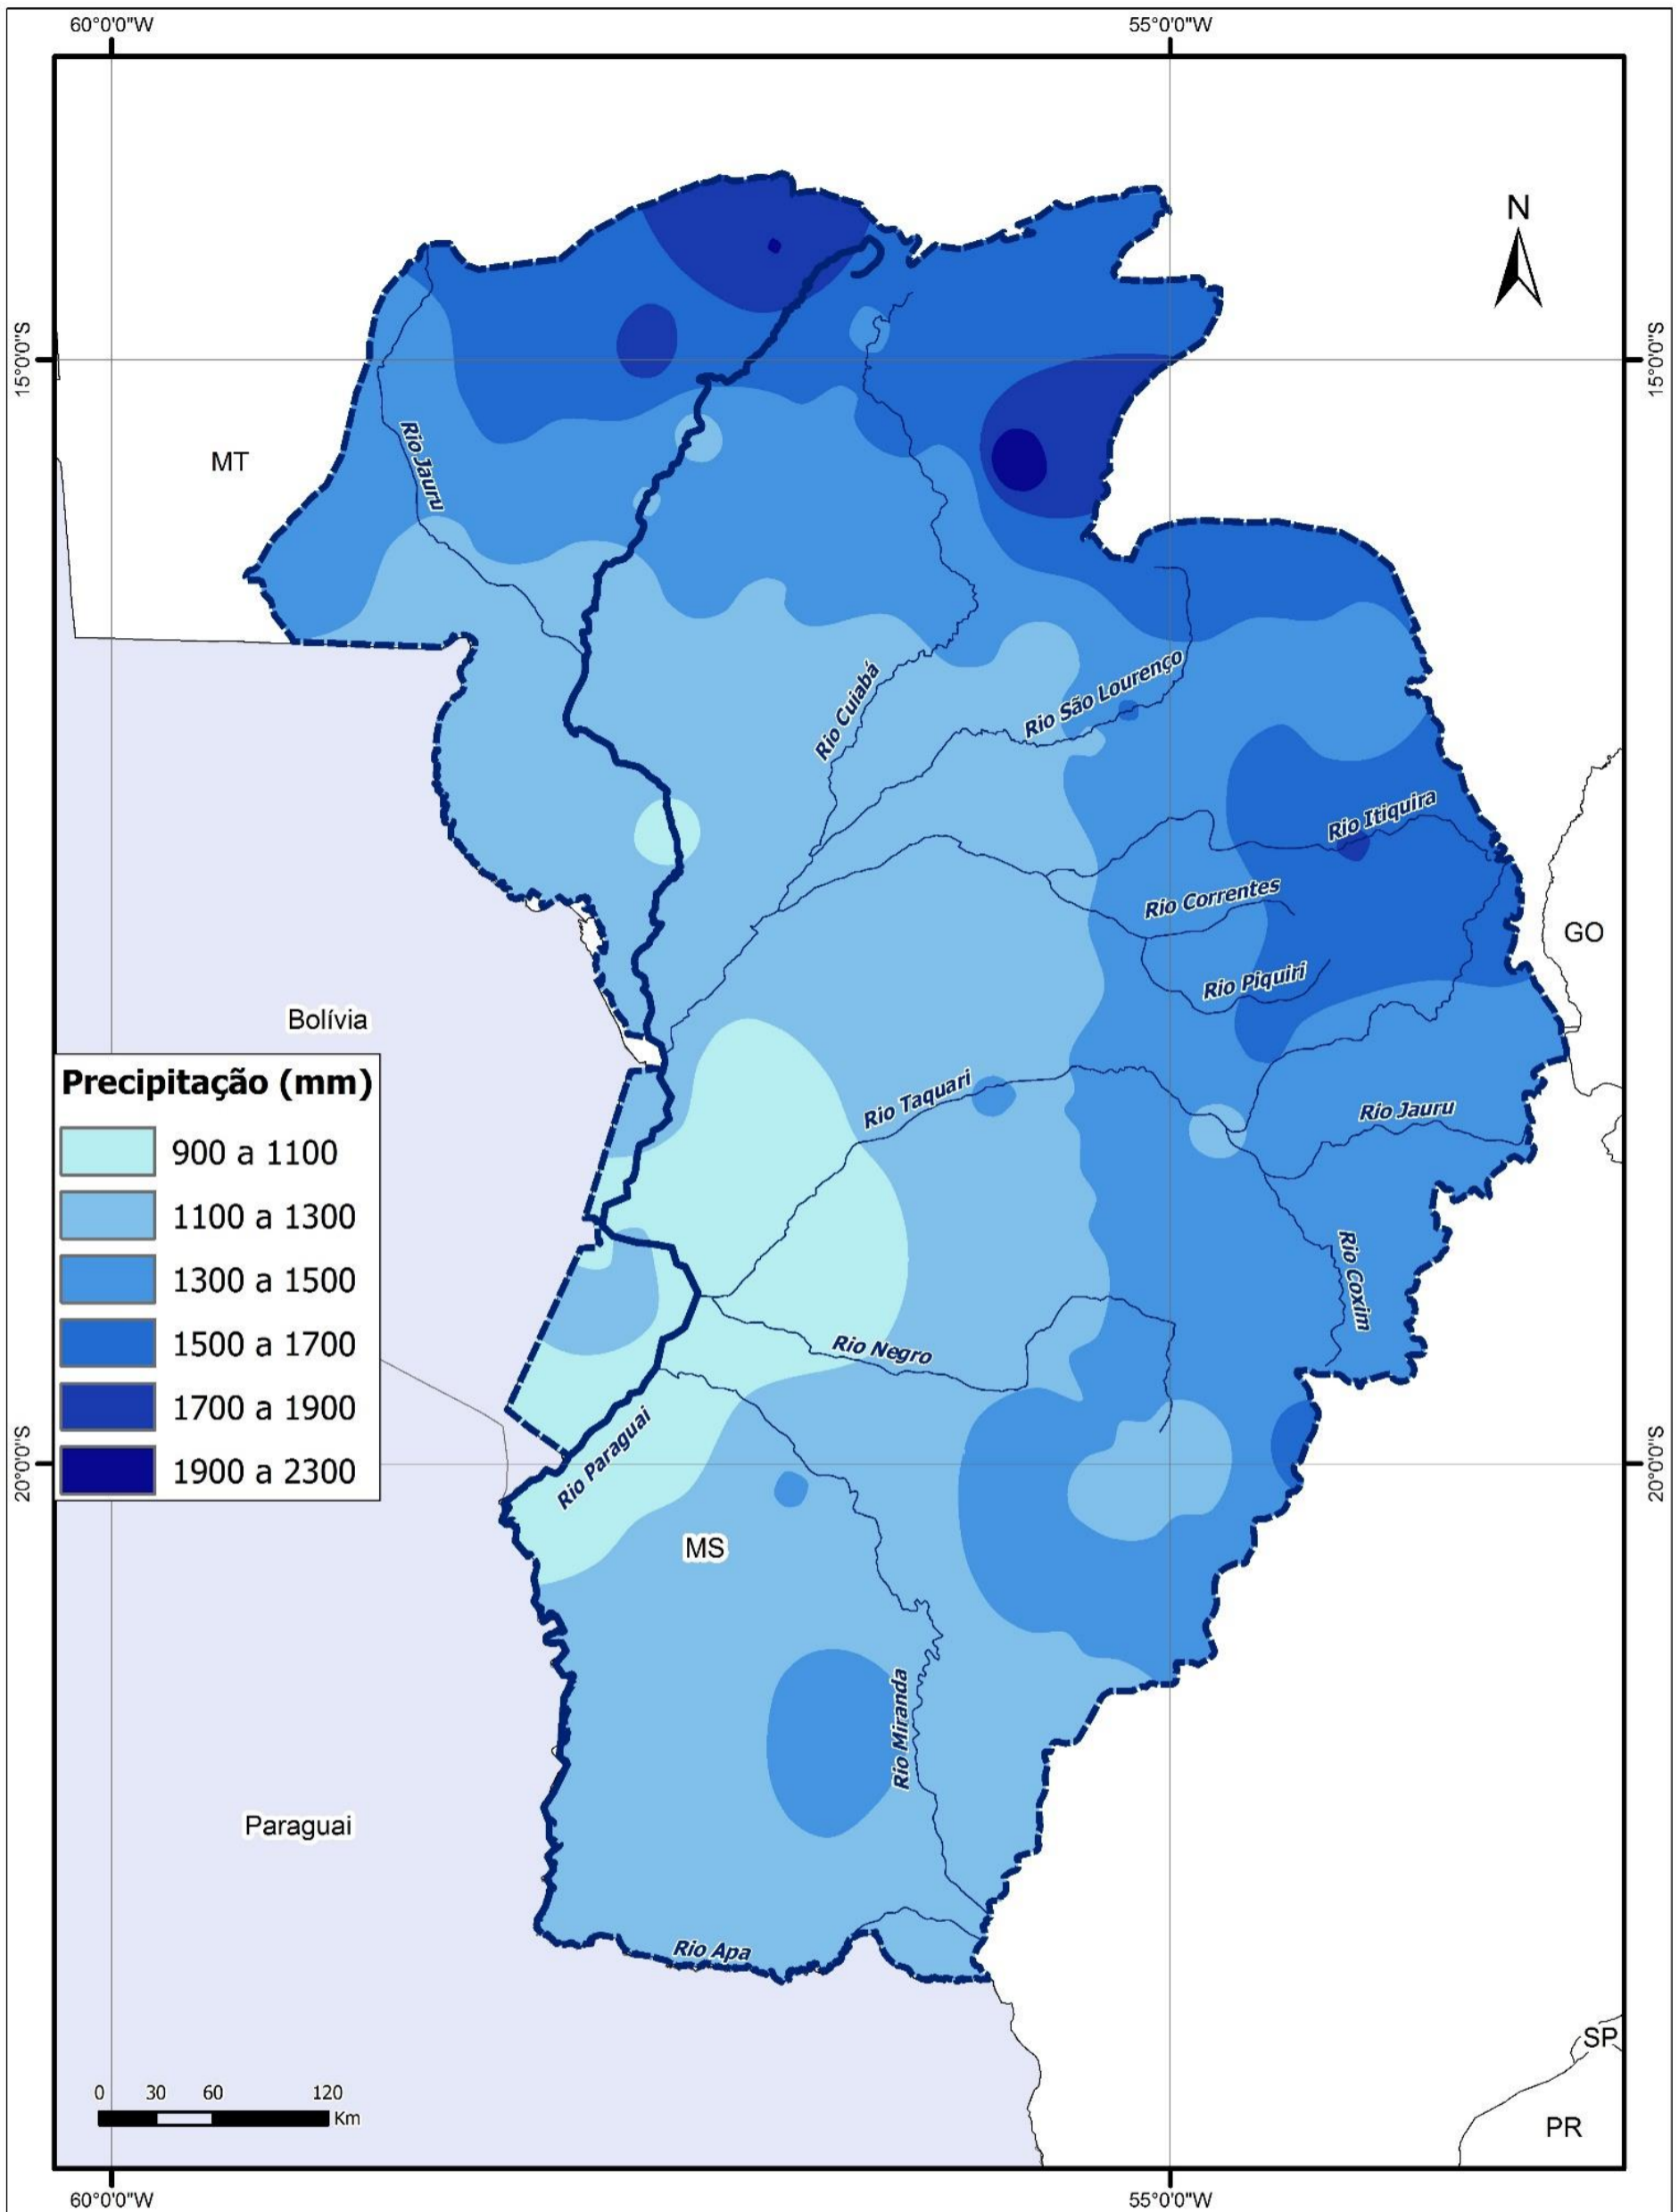 60°0'0"W
55°0'0"W
N
15°0'0"S
15°0'0"S
MT
Rio Jauru
Rio Cuiabá
Rio São Lourenço
Rio Itiquira
Rio Correntes
GO
Rio Piquiri
Bolívia
Precipitação (mm)
900 a 1100
1100 a 1300
1300 a 1500
1500 a 1700
1700 a 1900
1900 a 2300
Rio Taquari
Rio Jauru
Rio Coxim
Rio Negro
Rio Paraguai
20°0'0"S
20°0'0"S
MS
Rio Miranda
Paraguai
Rio Apa
SP
PR
0 30 60 120
Km
60°0'0"W
55°0'0"W